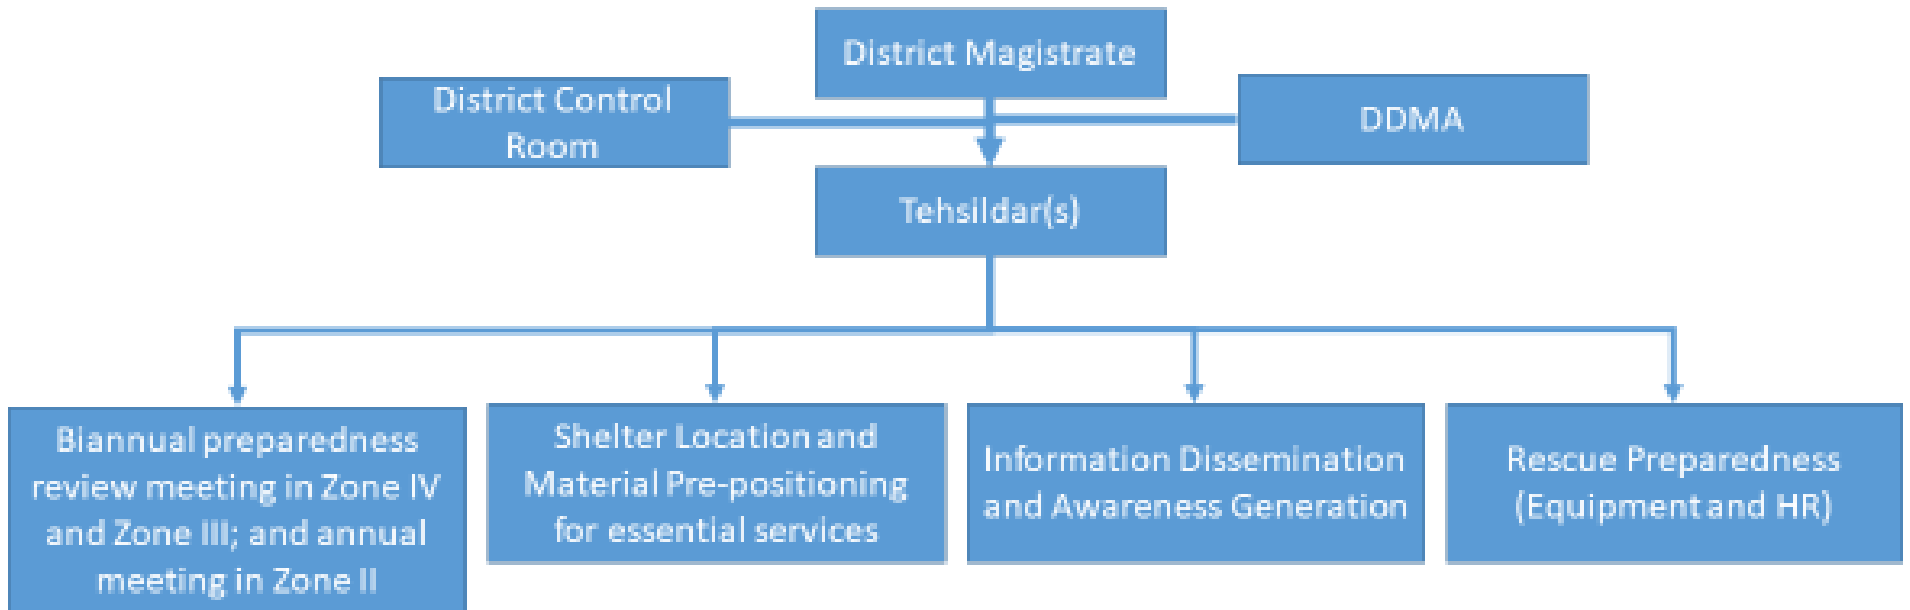 District Magistrate
District Control
Room
DDMA
Tehsildar(s)
Biannual preparedness
review meeting in Zone IV
and Zone III; and annual
meeting in Zone II
Shelter Location and
Material Pre-positioning
for essential services
Information Dissemination
and Awareness Generation
Rescue Preparedness
(Equipment and HR)